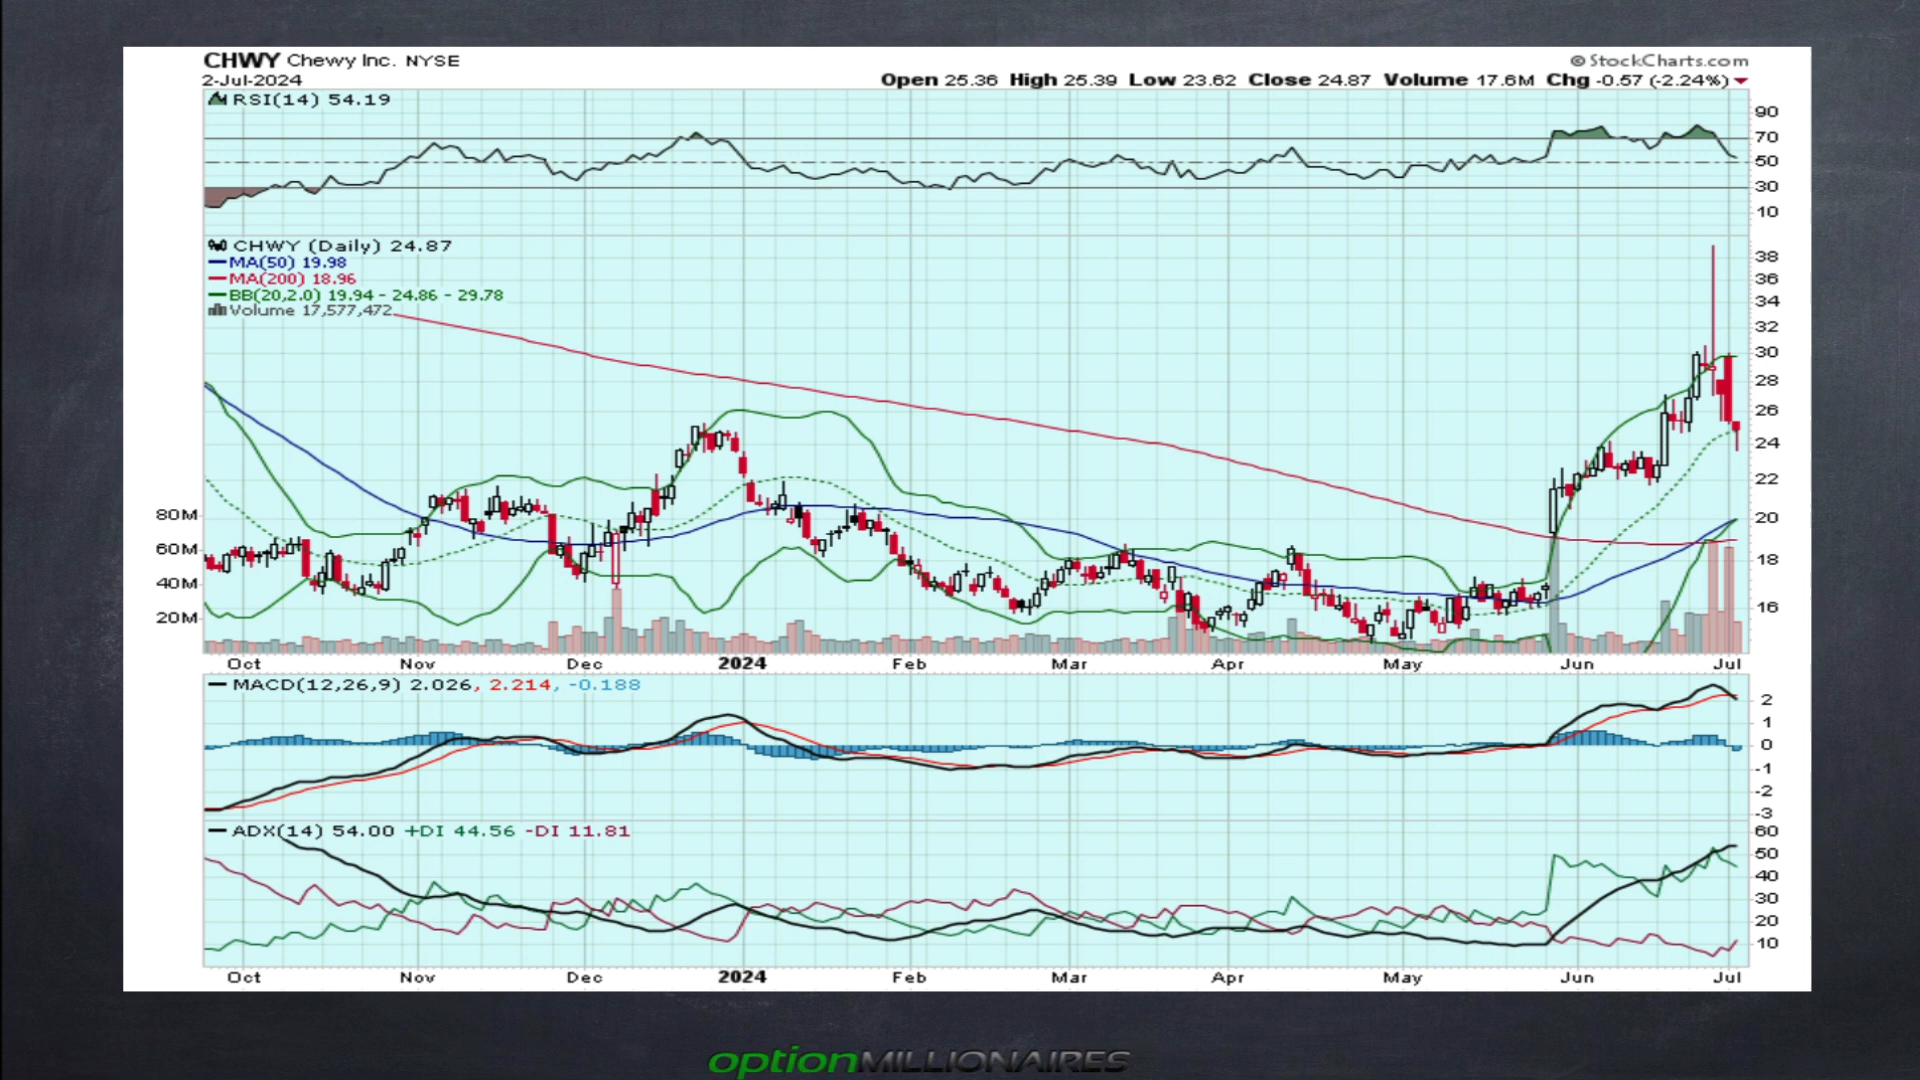 CHWY Chewy Inc. NYSE
© StockCharts.com
2-Jul-2024
Open 25.36 High 25.39 Low 23.62 Close 24.87 Volume 17.6M Chg -0.57 (-2.24%)
RSI(14) 54.19
90
70
50
30
10
CHWY (Daily) 24.87
MA(50) 19.98
MA(200) 18.96
BB(20,2.0) 19.94 - 24.86 - 29.78
Volume 17,577,472
38
36
34
32
30
28
26
24
22
20
18
16
80M
60M
40M
20M
Oct Nov Dec 2024 Feb Mar Apr May Jun Jul
MACD(12,26,9) 2.026, 2.214, -0.188
2
1
0
-1
-2
-3
ADX(14) 54.00 +DI 44.56 -DI 11.81
60
50
40
30
20
10
Oct Nov Dec 2024 Feb Mar Apr May Jun Jul
optionMILLIONAIRES